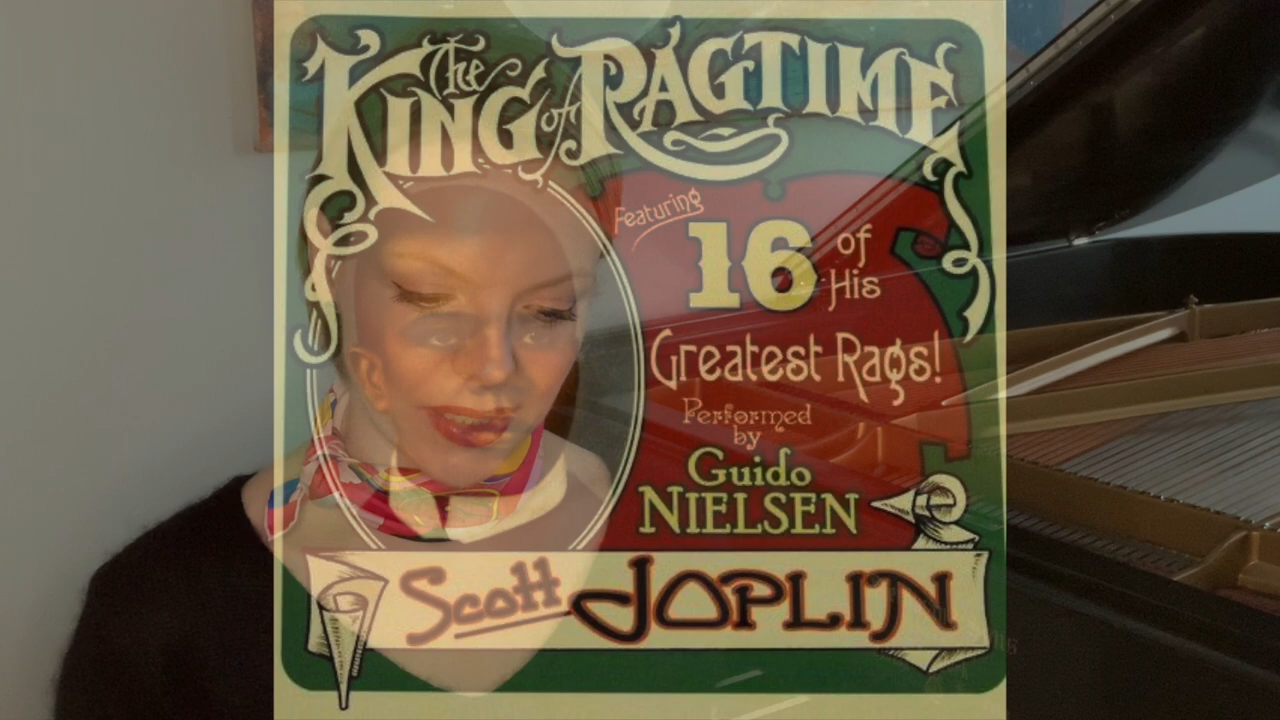 The
KING of RAGTIME
Featuring
16 of
His
Greatest Rags!
Performed
by
Guido
NIELSEN
Scott JOPLIN